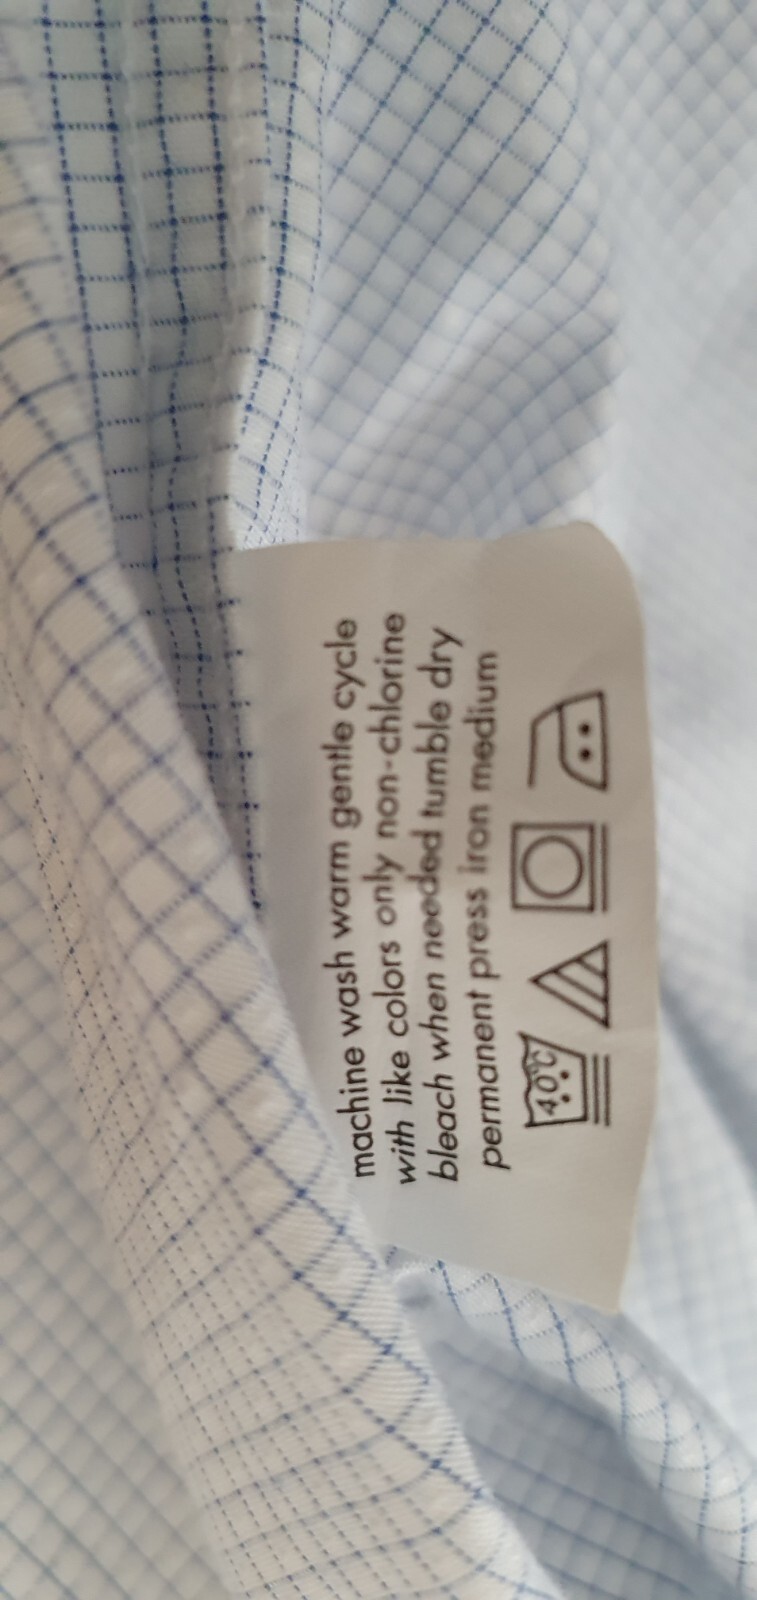 machine wash warm gentle cycle
with like colors only non-chlorine
bleach when needed tumble dry
permanent press iron medium
40°C